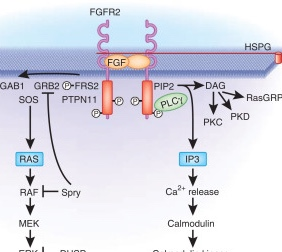 FGFR2
HSPG
FGF
GAB1 GRB2 P FRS2 PIP2 DAG
SOS PTPN11 P P PLCγ RasGRP
P P PKC PKD
RAS IP3
RAF Spry Ca2+ release
MEK Calmodulin